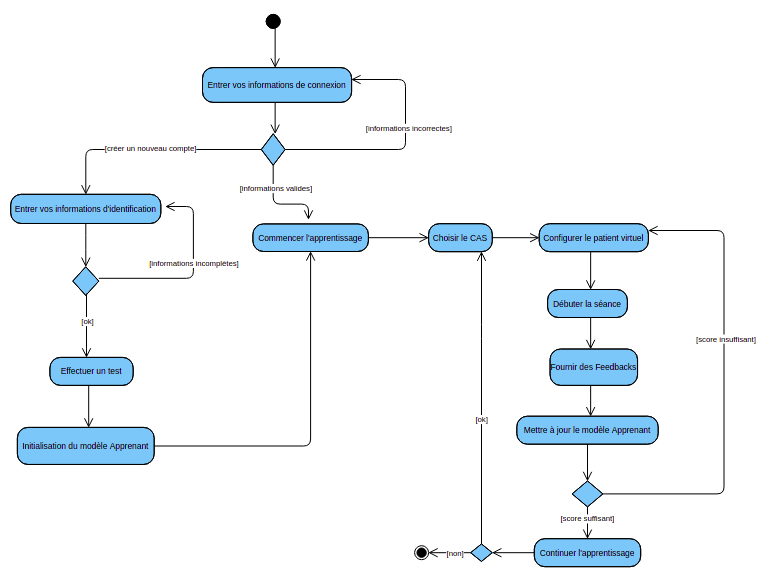 Entrer vos informations de connexion
[informations incorrectes]
[créer un nouveau compte]
[informations valides]
Entrer vos informations d'identification
Commencer l'apprentissage
Choisir le CAS
Configurer le patient virtuel
[informations incomplètes]
Débuter la séance
[ok]
[score insuffisant]
Effectuer un test
Fournir des Feedbacks
[ok]
Mettre à jour le modèle Apprenant
Initialisation du modèle Apprenant
[score suffisant]
[non]
Continuer l'apprentissage